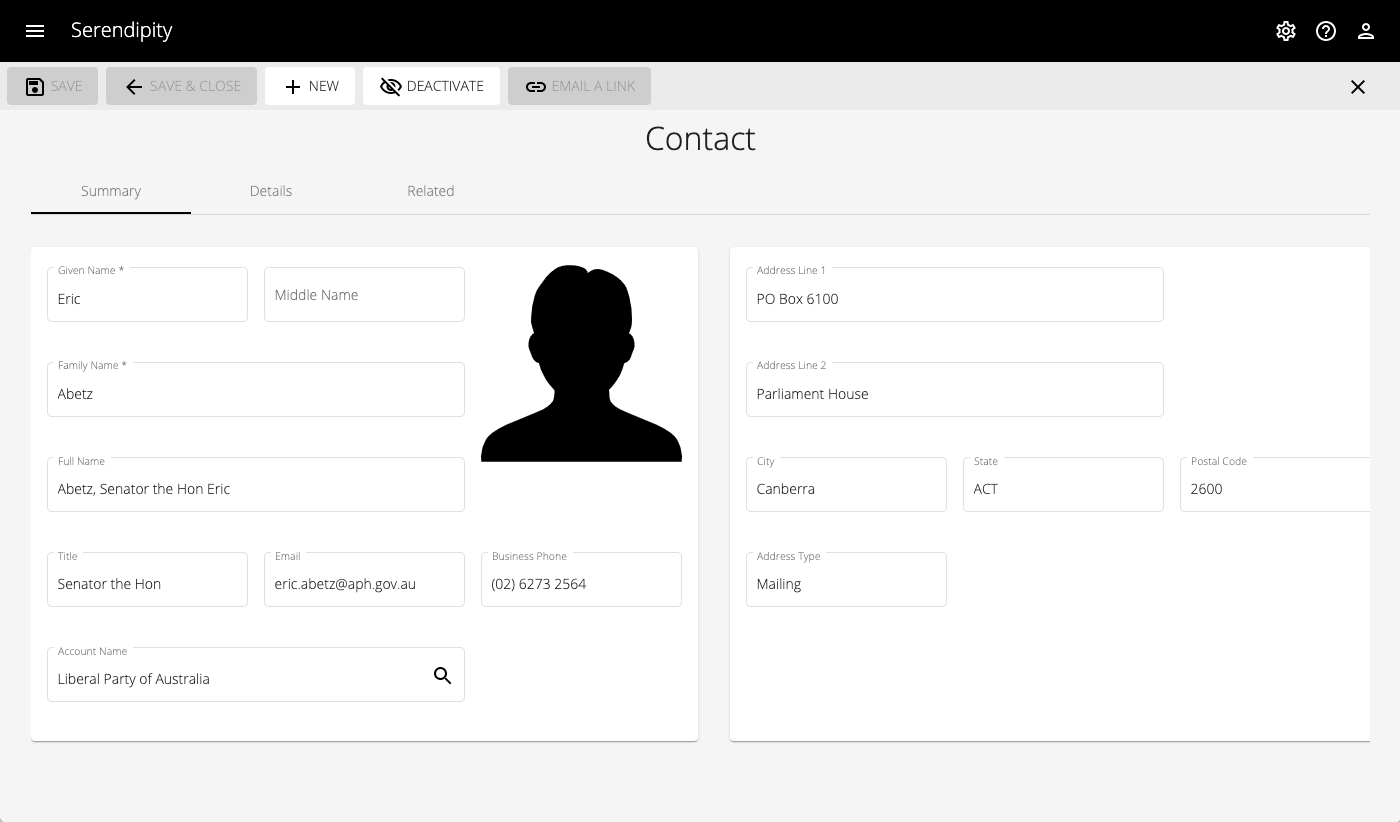 Serendipity
SAVE
SAVE & CLOSE
NEW
DEACTIVATE
EMAIL A LINK
Contact
Summary
Details
Related
Given Name *
Eric
Middle Name
Family Name *
Abetz
Full Name
Abetz, Senator the Hon Eric
Title
Senator the Hon
Email
eric.abetz@aph.gov.au
Business Phone
(02) 6273 2564
Account Name
Liberal Party of Australia
Address Line 1
PO Box 6100
Address Line 2
Parliament House
City
Canberra
State
ACT
Postal Code
2600
Address Type
Mailing